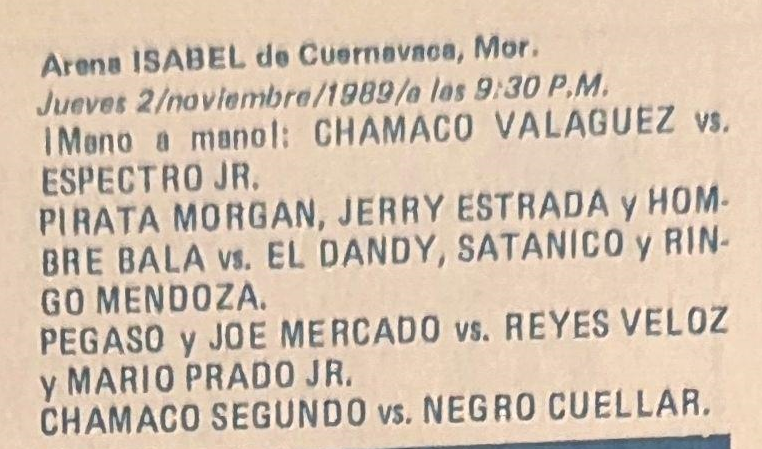 Arena ISABEL de Cuernavaca, Mor.
Jueves 2/noviembre/1989/a las 9:30 P.M.
¡Mano a mano!: CHAMACO VALAGUEZ vs.
ESPECTRO JR.
PIRATA MORGAN, JERRY ESTRADA y HOM-
BRE BALA vs. EL DANDY, SATANICO y RIN-
GO MENDOZA.
PEGASO y JOE MERCADO vs. REYES VELOZ
y MARIO PRADO JR.
CHAMACO SEGUNDO vs. NEGRO CUELLAR.